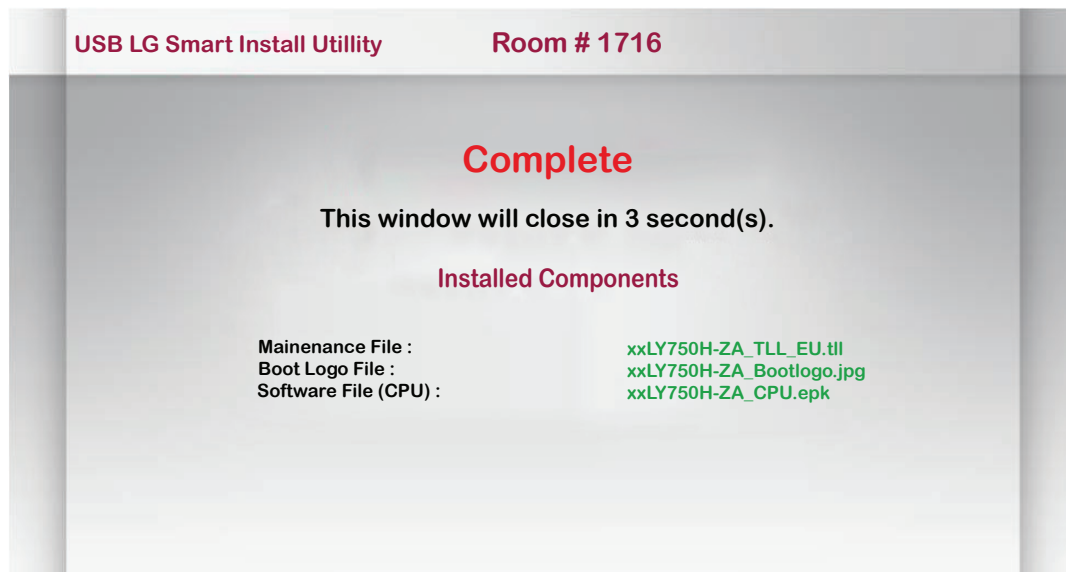 USB LG Smart Install Utillity Room # 1716
Complete
This window will close in 3 second(s).
Installed Components
Mainenance File : xxLY750H-ZA_TLL_EU.tll
Boot Logo File : xxLY750H-ZA_Bootlogo.jpg
Software File (CPU) : xxLY750H-ZA_CPU.epk